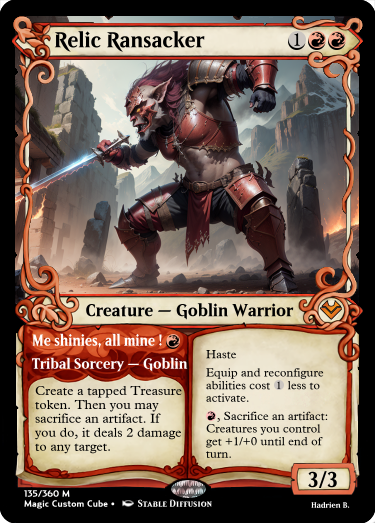 Relic Ransacker 1
Creature — Goblin Warrior
Me shinies, all mine !
Tribal Sorcery — Goblin
Create a tapped Treasure
token. Then you may
sacrifice an artifact. If
you do, it deals 2 damage
to any target.
Haste
Equip and reconfigure
abilities cost 1 less to
activate.
, Sacrifice an artifact:
Creatures you control
get +1/+0 until end of
turn.
3/3
135/360 M
Magic Custom Cube • Stable Diffusion
Hadrien B.